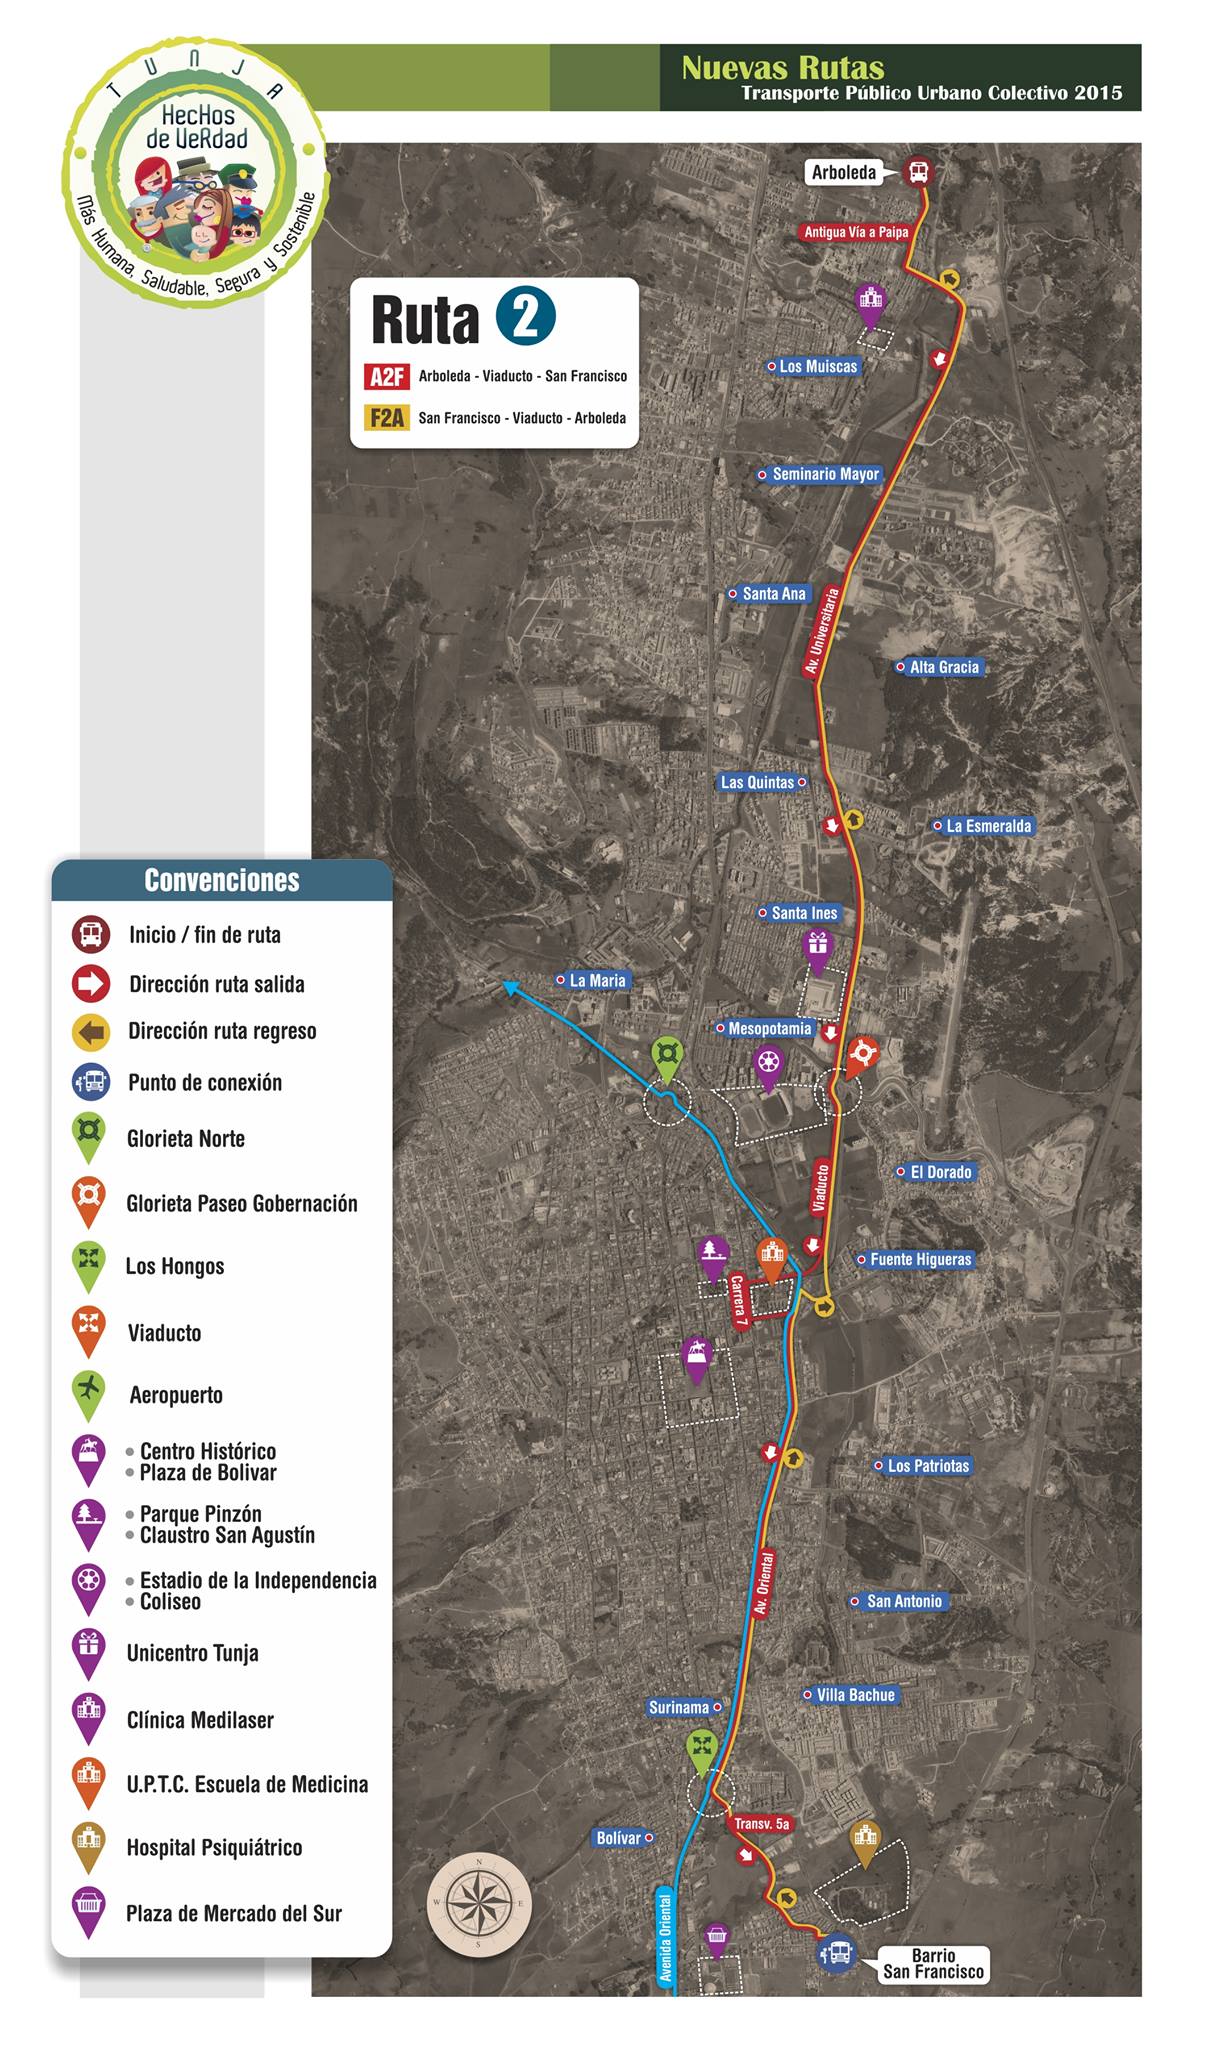 TUNJA
HecHos
de VeRdad
Más Humana, Saludable, Segura y Sostenible
Nuevas Rutas
Transporte Público Urbano Colectivo 2015
Arboleda
Antigua Vía a Paipa
Ruta 2
A2F Arboleda - Viaducto - San Francisco
F2A San Francisco - Viaducto - Arboleda
Los Muiscas
Seminario Mayor
Santa Ana
Av. Universitaria
Alta Gracia
Las Quintas
La Esmeralda
Santa Ines
La Maria
Mesopotamia
El Dorado
Viaducto
Fuente Higueras
Carrera 7
Los Patriotas
Av. Oriental
San Antonio
Villa Bachue
Surinama
Transv. 5a
Bolívar
Avenida Oriental
Barrio
San Francisco
N
W
E
S
Convenciones
Inicio / fin de ruta
Dirección ruta salida
Dirección ruta regreso
Punto de conexión
Glorieta Norte
Glorieta Paseo Gobernación
Los Hongos
Viaducto
Aeropuerto
• Centro Histórico
• Plaza de Bolivar
• Parque Pinzón
• Claustro San Agustín
• Estadio de la Independencia
• Coliseo
Unicentro Tunja
Clínica Medilaser
U.P.T.C. Escuela de Medicina
Hospital Psiquiátrico
Plaza de Mercado del Sur